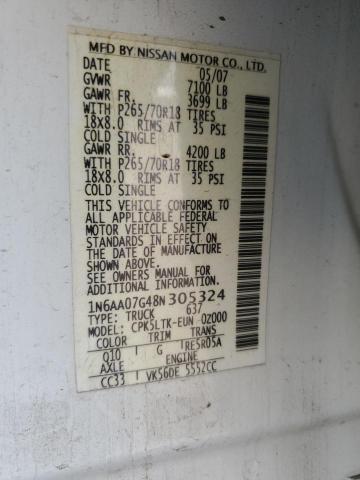 MFD BY NISSAN MOTOR CO., LTD.
DATE 05/07
GVWR 7100 LB
GAWR FR. 3699 LB
WITH P265/70R18 TIRES
18X8.0 RIMS AT 35 PSI
COLD SINGLE
GAWR RR. 4200 LB
WITH P265/70R18 TIRES
18X8.0 RIMS AT 35 PSI
COLD SINGLE
THIS VEHICLE CONFORMS TO
ALL APPLICABLE FEDERAL
MOTOR VEHICLE SAFETY
STANDARDS IN EFFECT ON
THE DATE OF MANUFACTURE
SHOWN ABOVE.
SEE OWNERS MANUAL FOR
ADDITIONAL INFORMATION.
1N6AA07G48N305324
TYPE: TRUCK 637
MODEL: CPK5LTK-EUN 0Z000
COLOR TRIM TRANS
Q10 G TRE5R05A
AXLE ENGINE
CC33 VK56DE 5552CC